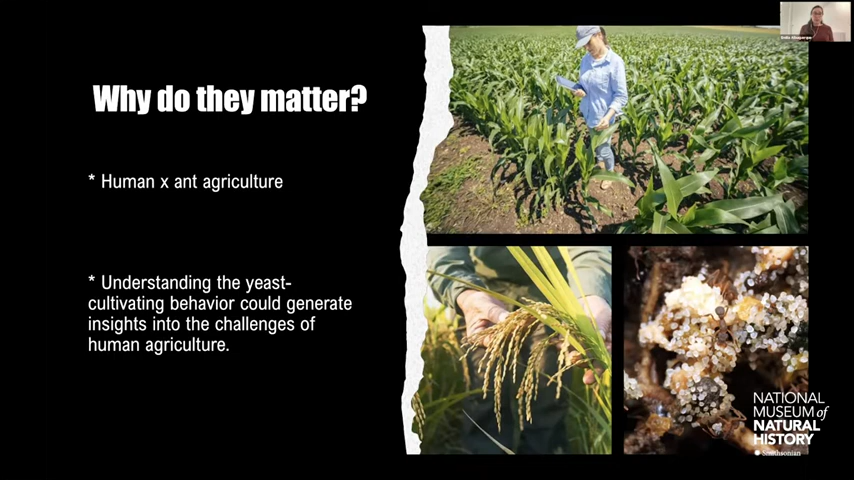 Why do they matter?
* Human x ant agriculture
* Understanding the yeast-
cultivating behavior could generate
insights into the challenges of
human agriculture.
NATIONAL
MUSEUM of
NATURAL
HISTORY
Smithsonian